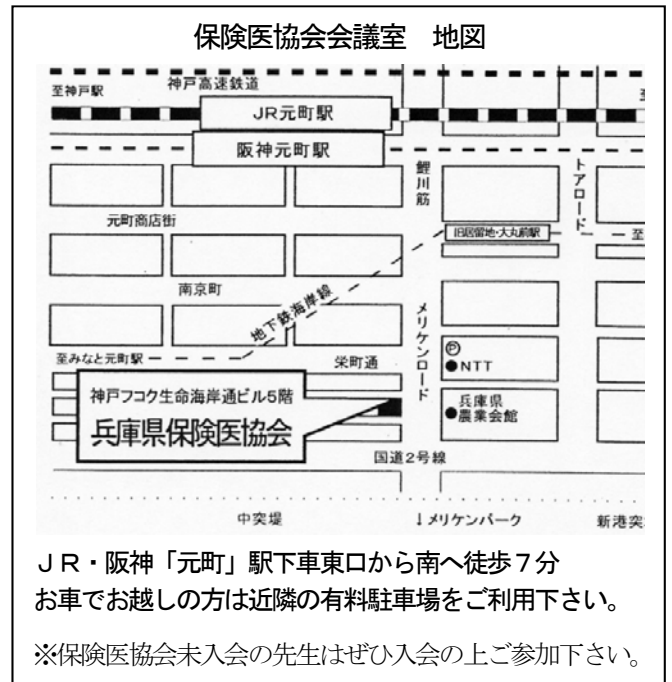 保険医協会会議室　地図
至神戸駅
神戸高速鉄道
JR元町駅
阪神元町駅
鯉川筋
トアロード
元町商店街
旧居留地・大丸前駅
至
南京町
地下鉄海岸線
メリケンロード
至みなと元町駅
栄町通
Ⓟ
●NTT
神戸フコク生命海岸通ビル5階
兵庫県保険医協会
●兵庫県
農業会館
国道2号線
中突堤
↓メリケンパーク
新港突
ＪＲ・阪神「元町」駅下車東口から南へ徒歩７分
お車でお越しの方は近隣の有料駐車場をご利用下さい。
※保険医協会未入会の先生はぜひ入会の上ご参加下さい。